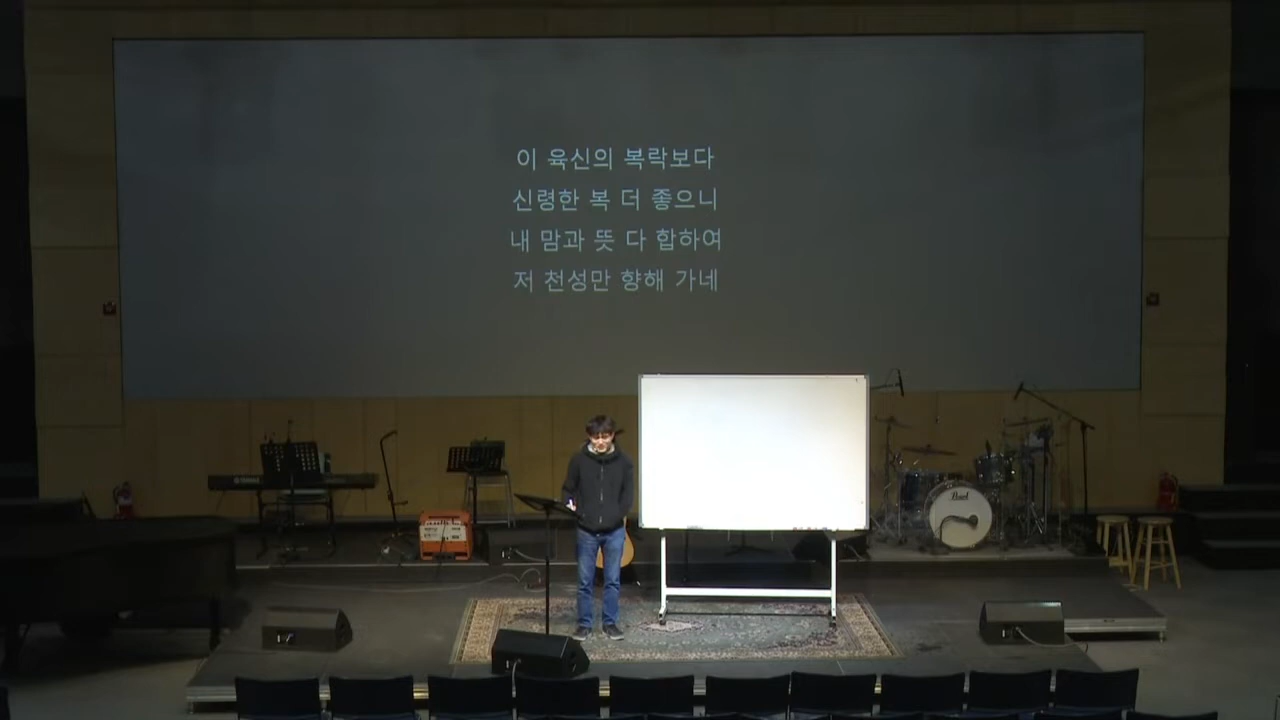 이 육신의 복락보다
신령한 복 더 좋으니
내 맘과 뜻 다 합하여
저 천성만 향해 가네
Pearl